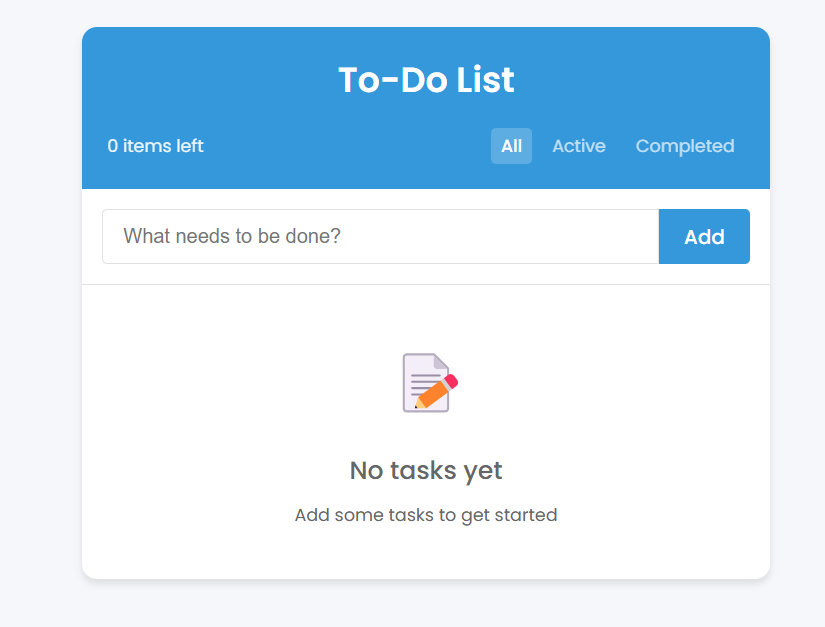 To-Do List
0 items left
All Active Completed
What needs to be done? Add
No tasks yet
Add some tasks to get started